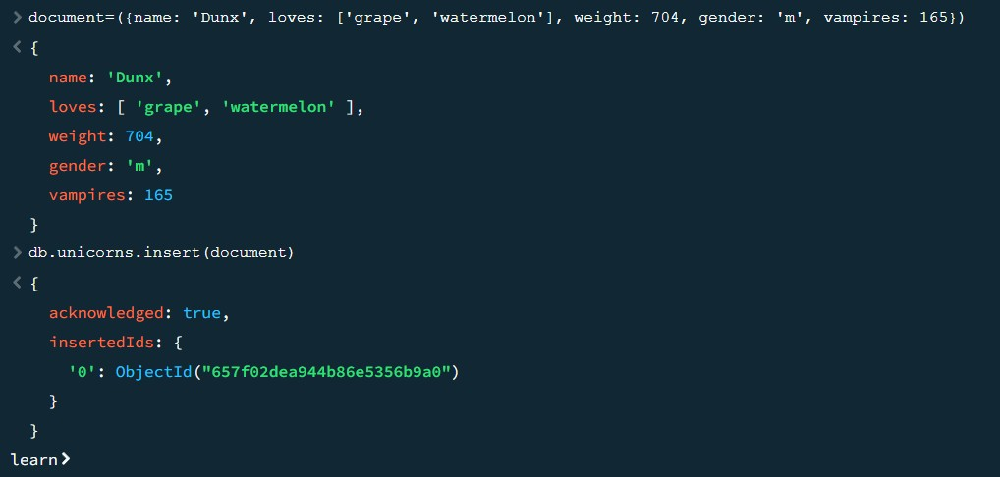 > document=({name: 'Dunx', loves: ['grape', 'watermelon'], weight: 704, gender: 'm', vampires: 165})
< {
name: 'Dunx',
loves: [ 'grape', 'watermelon' ],
weight: 704,
gender: 'm',
vampires: 165
}
> db.unicorns.insert(document)
< {
acknowledged: true,
insertedIds: {
'0': ObjectId("657f02dea944b86e5356b9a0")
}
}
learn>